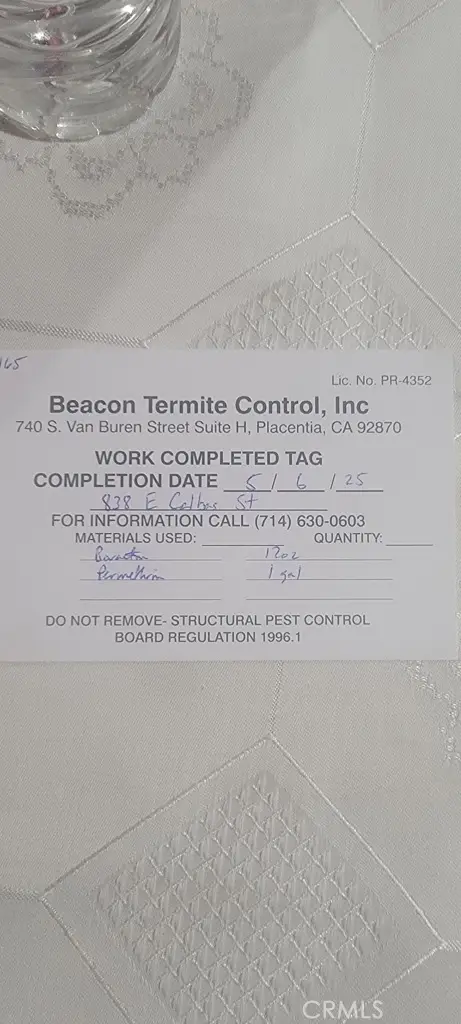 165
Lic. No. PR-4352
Beacon Termite Control, Inc
740 S. Van Buren Street Suite H, Placentia, CA 92870
WORK COMPLETED TAG
COMPLETION DATE 5 / 6 / 25
838 E St
FOR INFORMATION CALL (714) 630-0603
MATERIALS USED: QUANTITY:
12oz
Permethrin 1 gal
DO NOT REMOVE- STRUCTURAL PEST CONTROL
BOARD REGULATION 1996.1
CRMLS